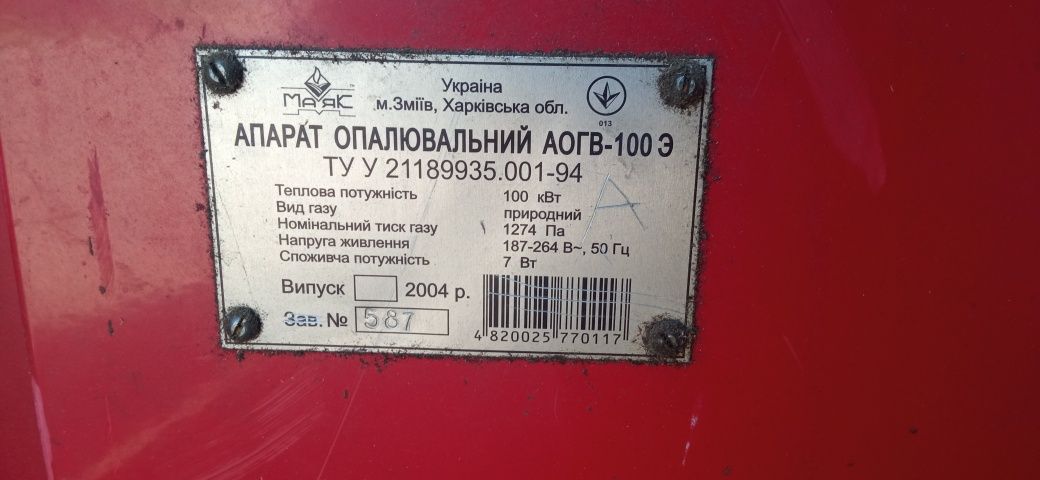 МАЯК
Україна
м.Зміїв, Харківська обл.
013
АПАРАТ ОПАЛЮВАЛЬНИЙ АОГВ-100 Э
ТУ У 21189935.001-94
Теплова потужність 100 кВт
Вид газу природний
Номінальний тиск газу 1274 Па
Напруга живлення 187-264 В~, 50 Гц
Споживча потужність 7 Вт
Випуск 2004 р.
Зав. № 587
4 820025 770117
А